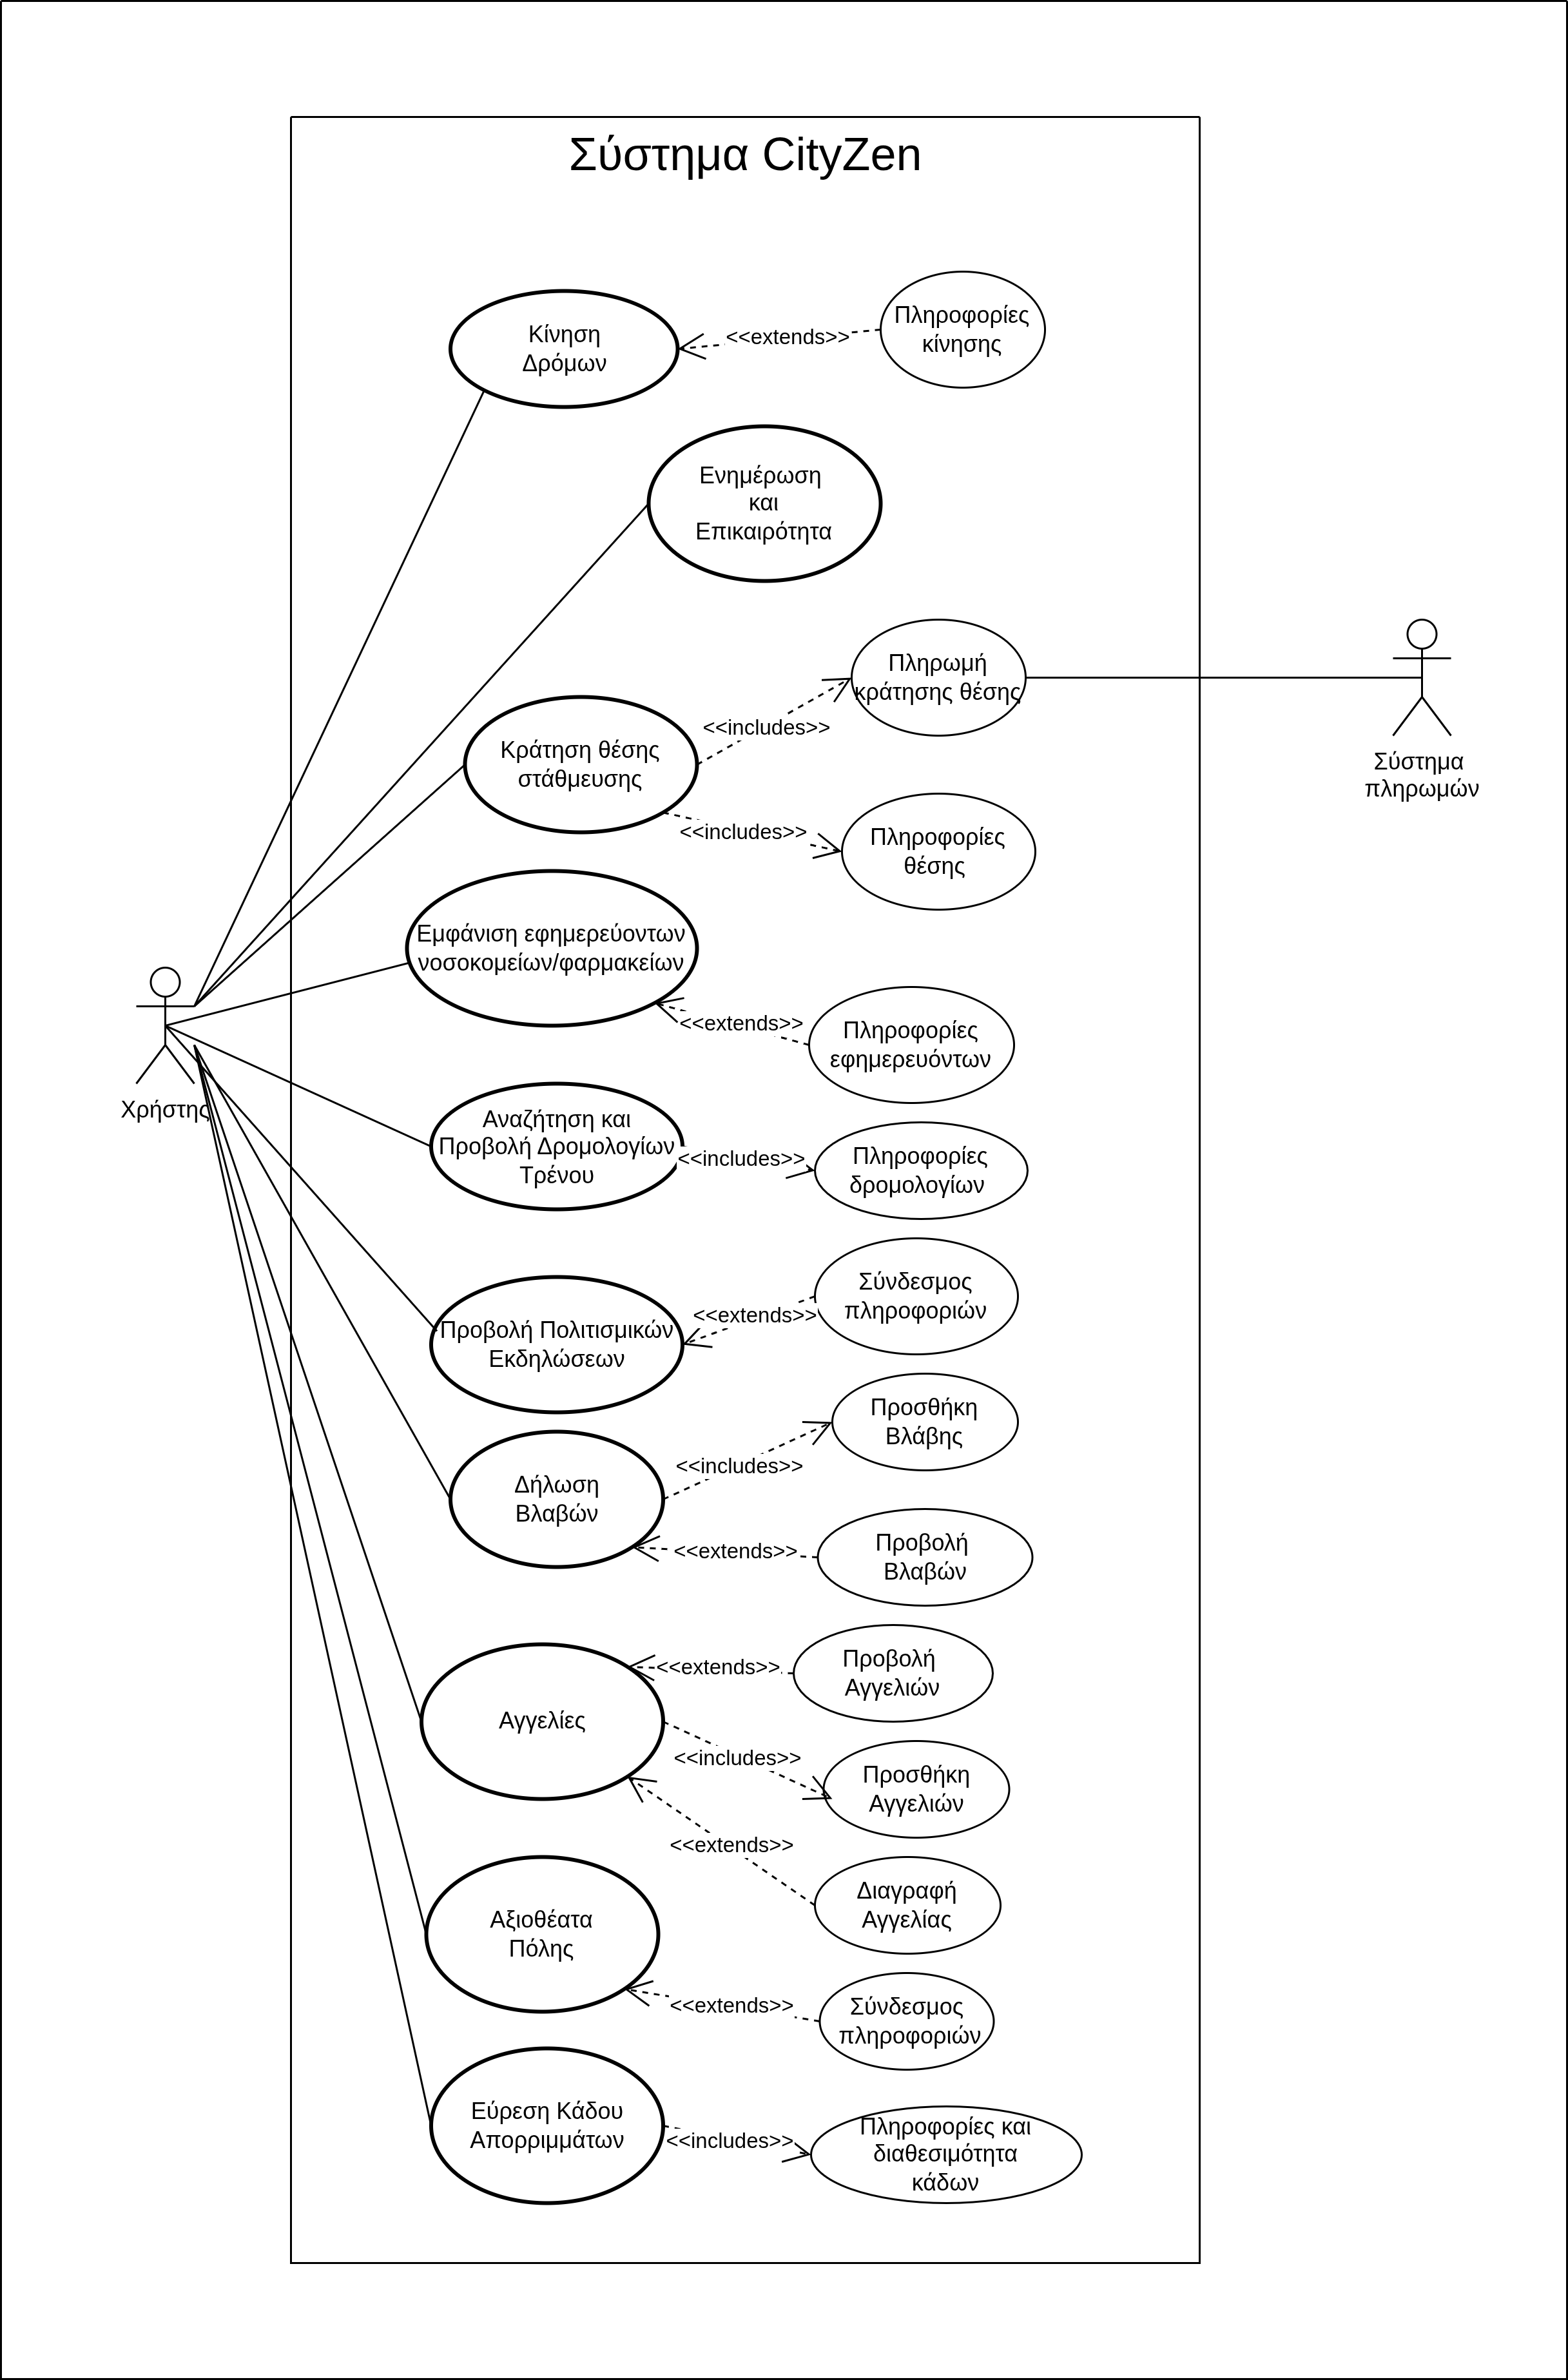 Σύστημα CityZen
Κίνηση
Δρόμων
<<extends>>
Πληροφορίες
κίνησης
Ενημέρωση
και
Επικαιρότητα
Πληρωμή
κράτησης θέσης
<<includes>>
Κράτηση θέσης
στάθμευσης
Σύστημα
πληρωμών
<<includes>>
Πληροφορίες
θέσης
Εμφάνιση εφημερεύοντων
νοσοκομείων/φαρμακείων
<<extends>>
Πληροφορίες
εφημερευόντων
Χρήστης
Αναζήτηση και
Προβολή Δρομολογίων
Τρένου
<<includes>>
Πληροφορίες
δρομολογίων
Σύνδεσμος
πληροφοριών
<<extends>>
Προβολή Πολιτισμικών
Εκδηλώσεων
Προσθήκη
Βλάβης
<<includes>>
Δήλωση
Βλαβών
<<extends>>
Προβολή
Βλαβών
<<extends>>
Προβολή
Αγγελιών
Αγγελίες
<<includes>>
Προσθήκη
Αγγελιών
<<extends>>
Διαγραφή
Αγγελίας
Αξιοθέατα
Πόλης
<<extends>>
Σύνδεσμος
πληροφοριών
Εύρεση Κάδου
Απορριμμάτων
<<includes>>
Πληροφορίες και
διαθεσιμότητα
κάδων